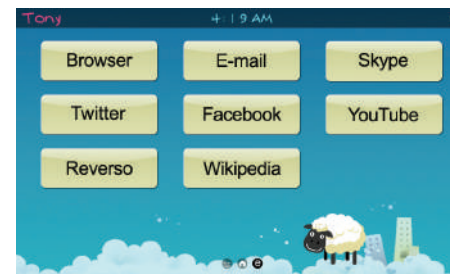 Tony 4:19 AM
Browser E-mail Skype
Twitter Facebook YouTube
Reverso Wikipedia
e